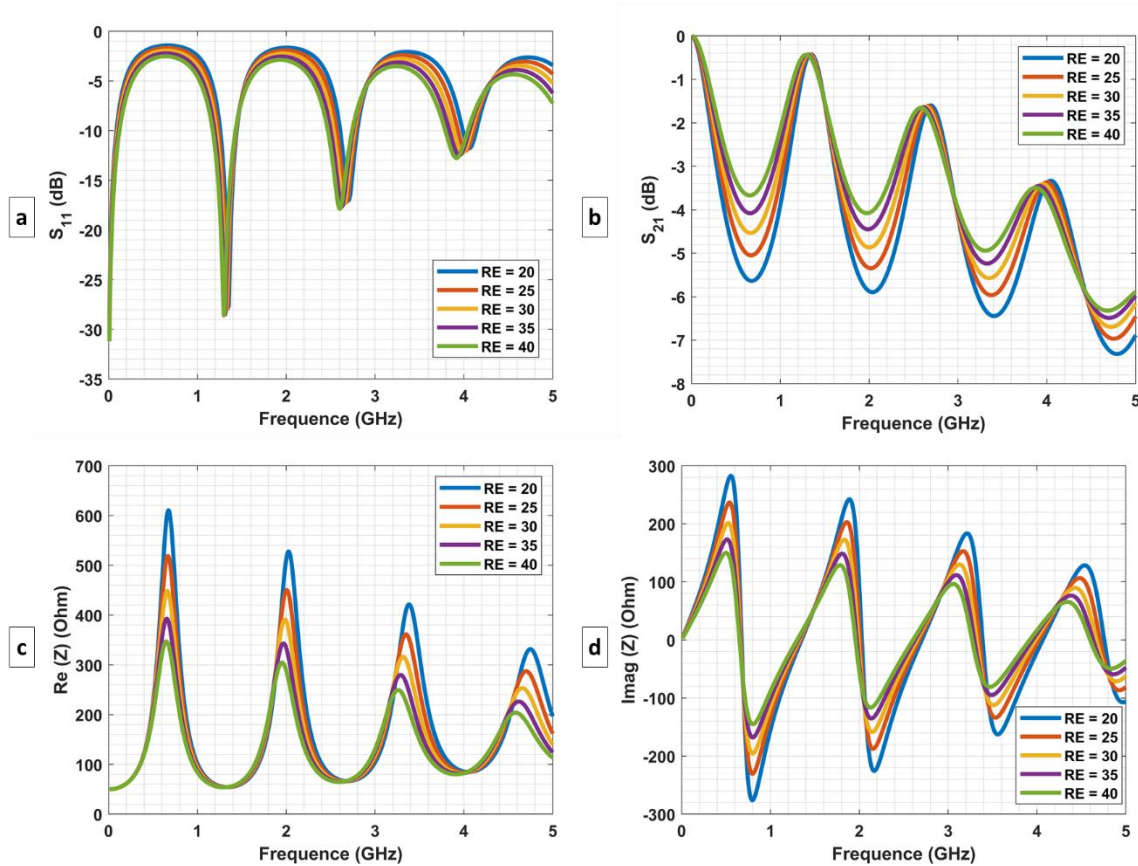 a
S11 (dB)
0
-5
-10
-15
-20
-25
-30
-35
0 1 2 3 4 5
Frequence (GHz)
RE = 20
RE = 25
RE = 30
RE = 35
RE = 40
b
S21 (dB)
0
-1
-2
-3
-4
-5
-6
-7
-8
0 1 2 3 4 5
Frequence (GHz)
RE = 20
RE = 25
RE = 30
RE = 35
RE = 40
c
Re (Z) (Ohm)
700
600
500
400
300
200
100
0
0 1 2 3 4 5
Frequence (GHz)
RE = 20
RE = 25
RE = 30
RE = 35
RE = 40
d
Imag (Z) (Ohm)
300
200
100
0
-100
-200
-300
0 1 2 3 4 5
Frequence (GHz)
RE = 20
RE = 25
RE = 30
RE = 35
RE = 40